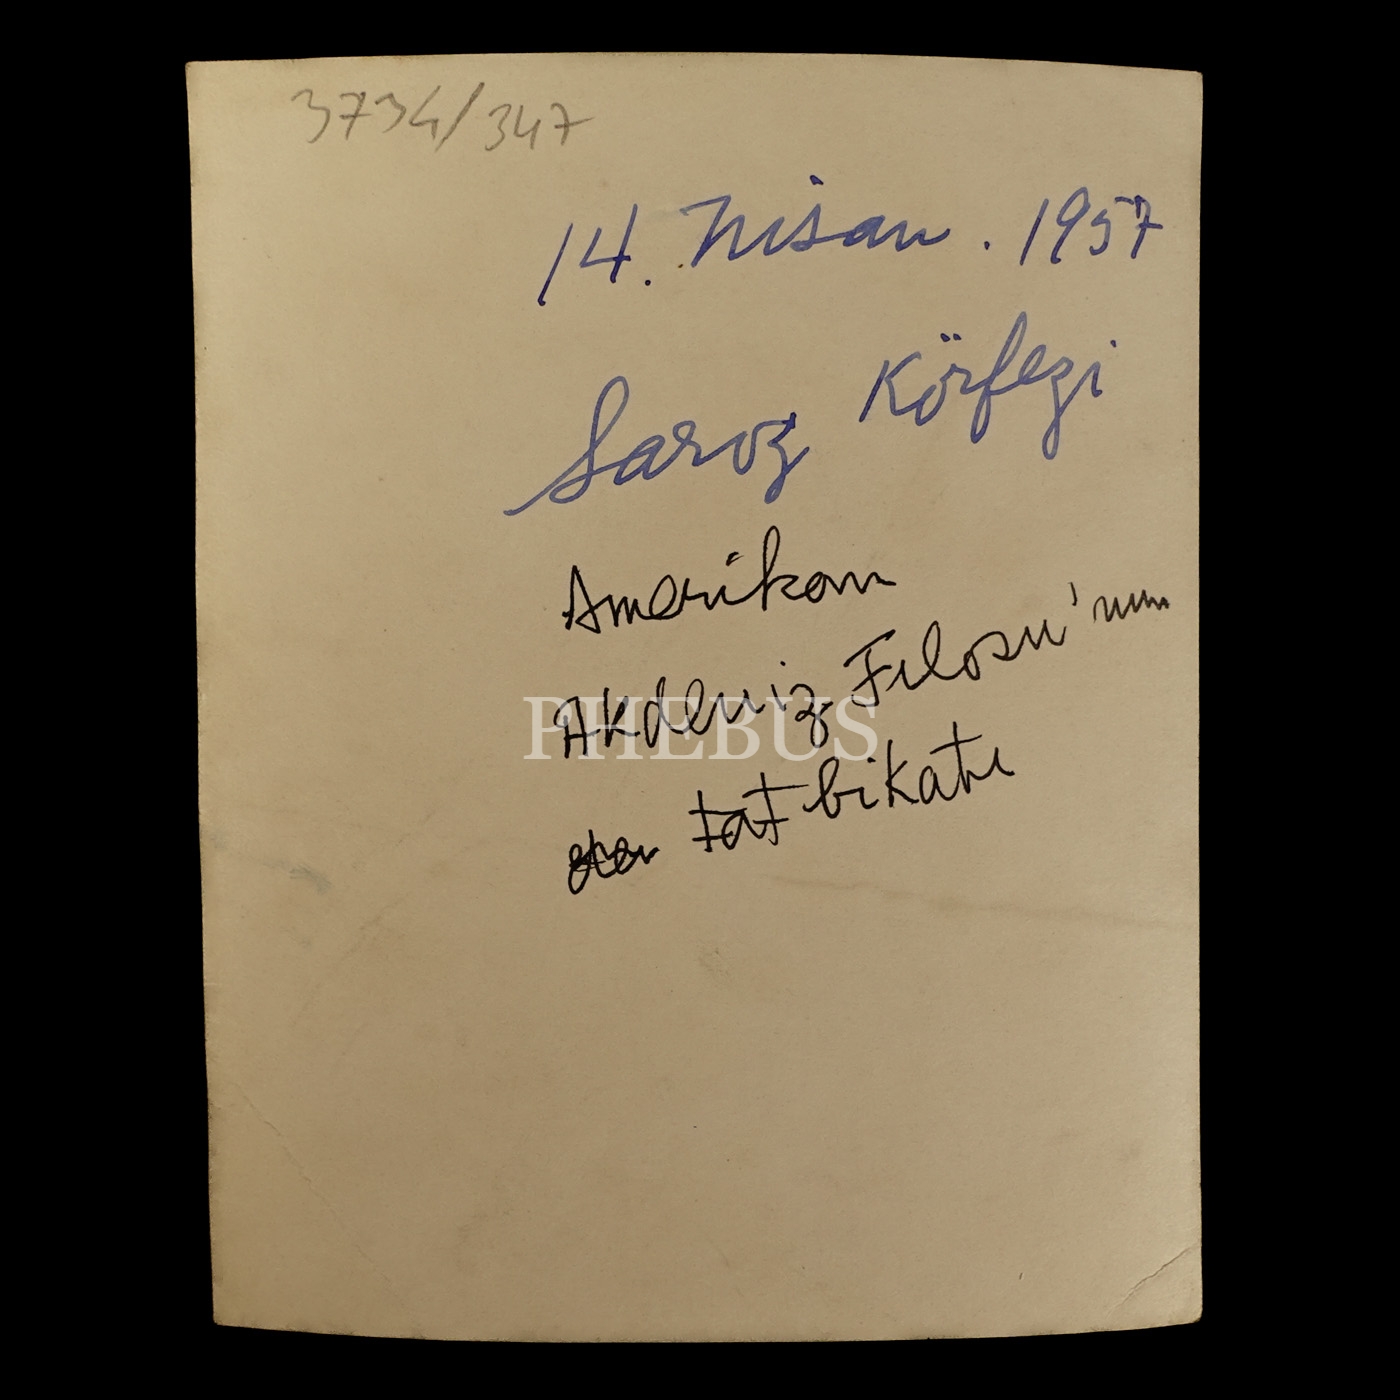 3734/347
14. Nisan. 1957
Saroz Körfezi
Amerikan
Akdeniz Filosu'nun
PHEBUS
tatbikatı